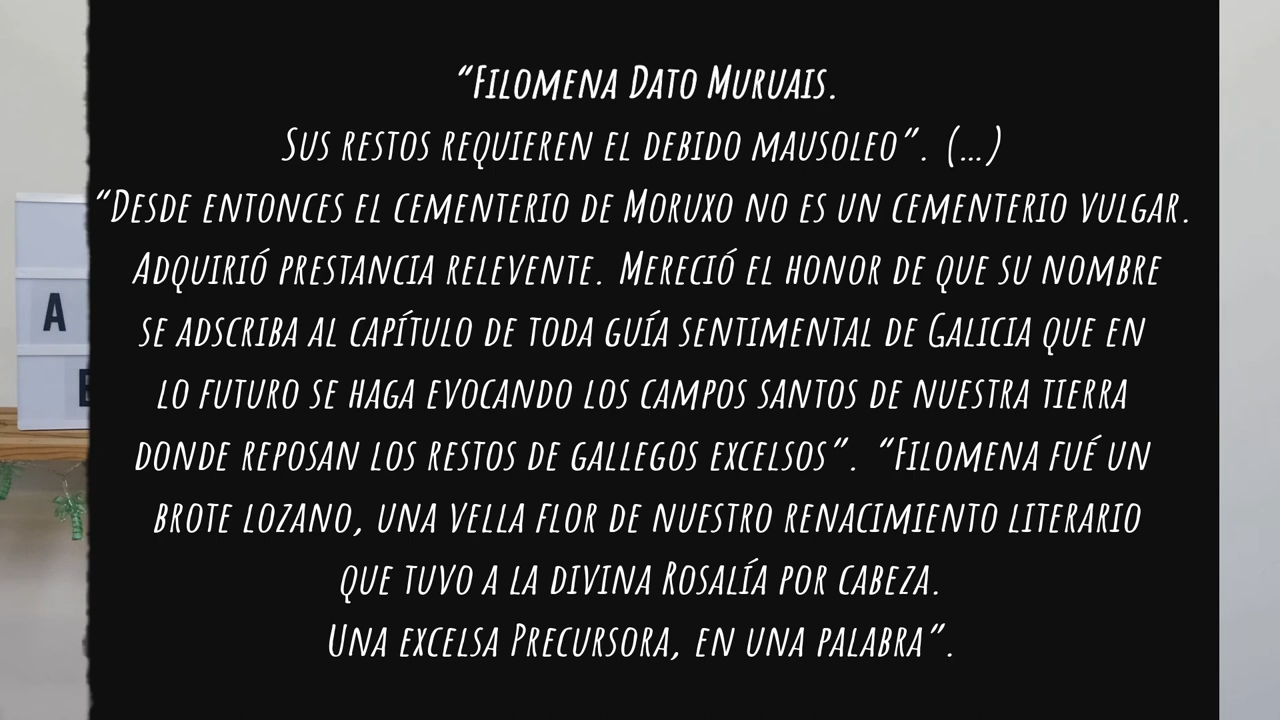 “Filomena Dato Muruais.
Sus restos requieren el debido mausoleo”. (...)
“Desde entonces el cementerio de Moruxo no es un cementerio vulgar.
Adquirió prestancia relevente. Mereció el honor de que su nombre
se adscriba al capítulo de toda guía sentimental de Galicia que en
lo futuro se haga evocando los campos santos de nuestra tierra
donde reposan los restos de gallegos excelsos”. “Filomena fué un
brote lozano, una vella flor de nuestro renacimiento literario
que tuvo a la divina Rosalía por cabeza.
Una excelsa Precursora, en una palabra”.
A
E